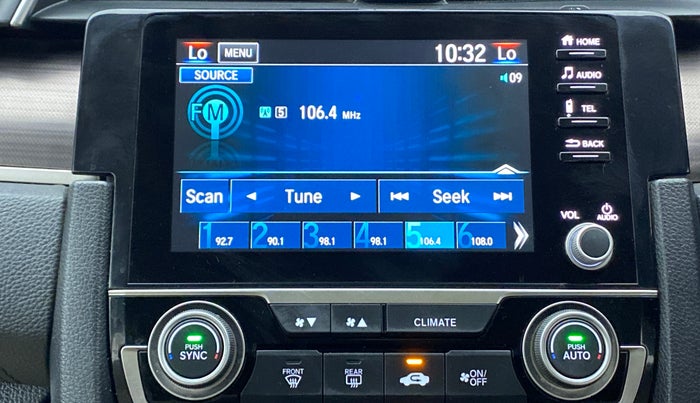 Lo MENU 10:32 Lo
SOURCE 09
FM 5 106.4 MHz
Scan Tune Seek
1 92.7 2 90.1 3 98.1 4 98.1 5 106.4 6 108.0
HOME
AUDIO
TEL
BACK
VOL AUDIO
CLIMATE
PUSH SYNC
FRONT
REAR
ON/OFF
PUSH AUTO